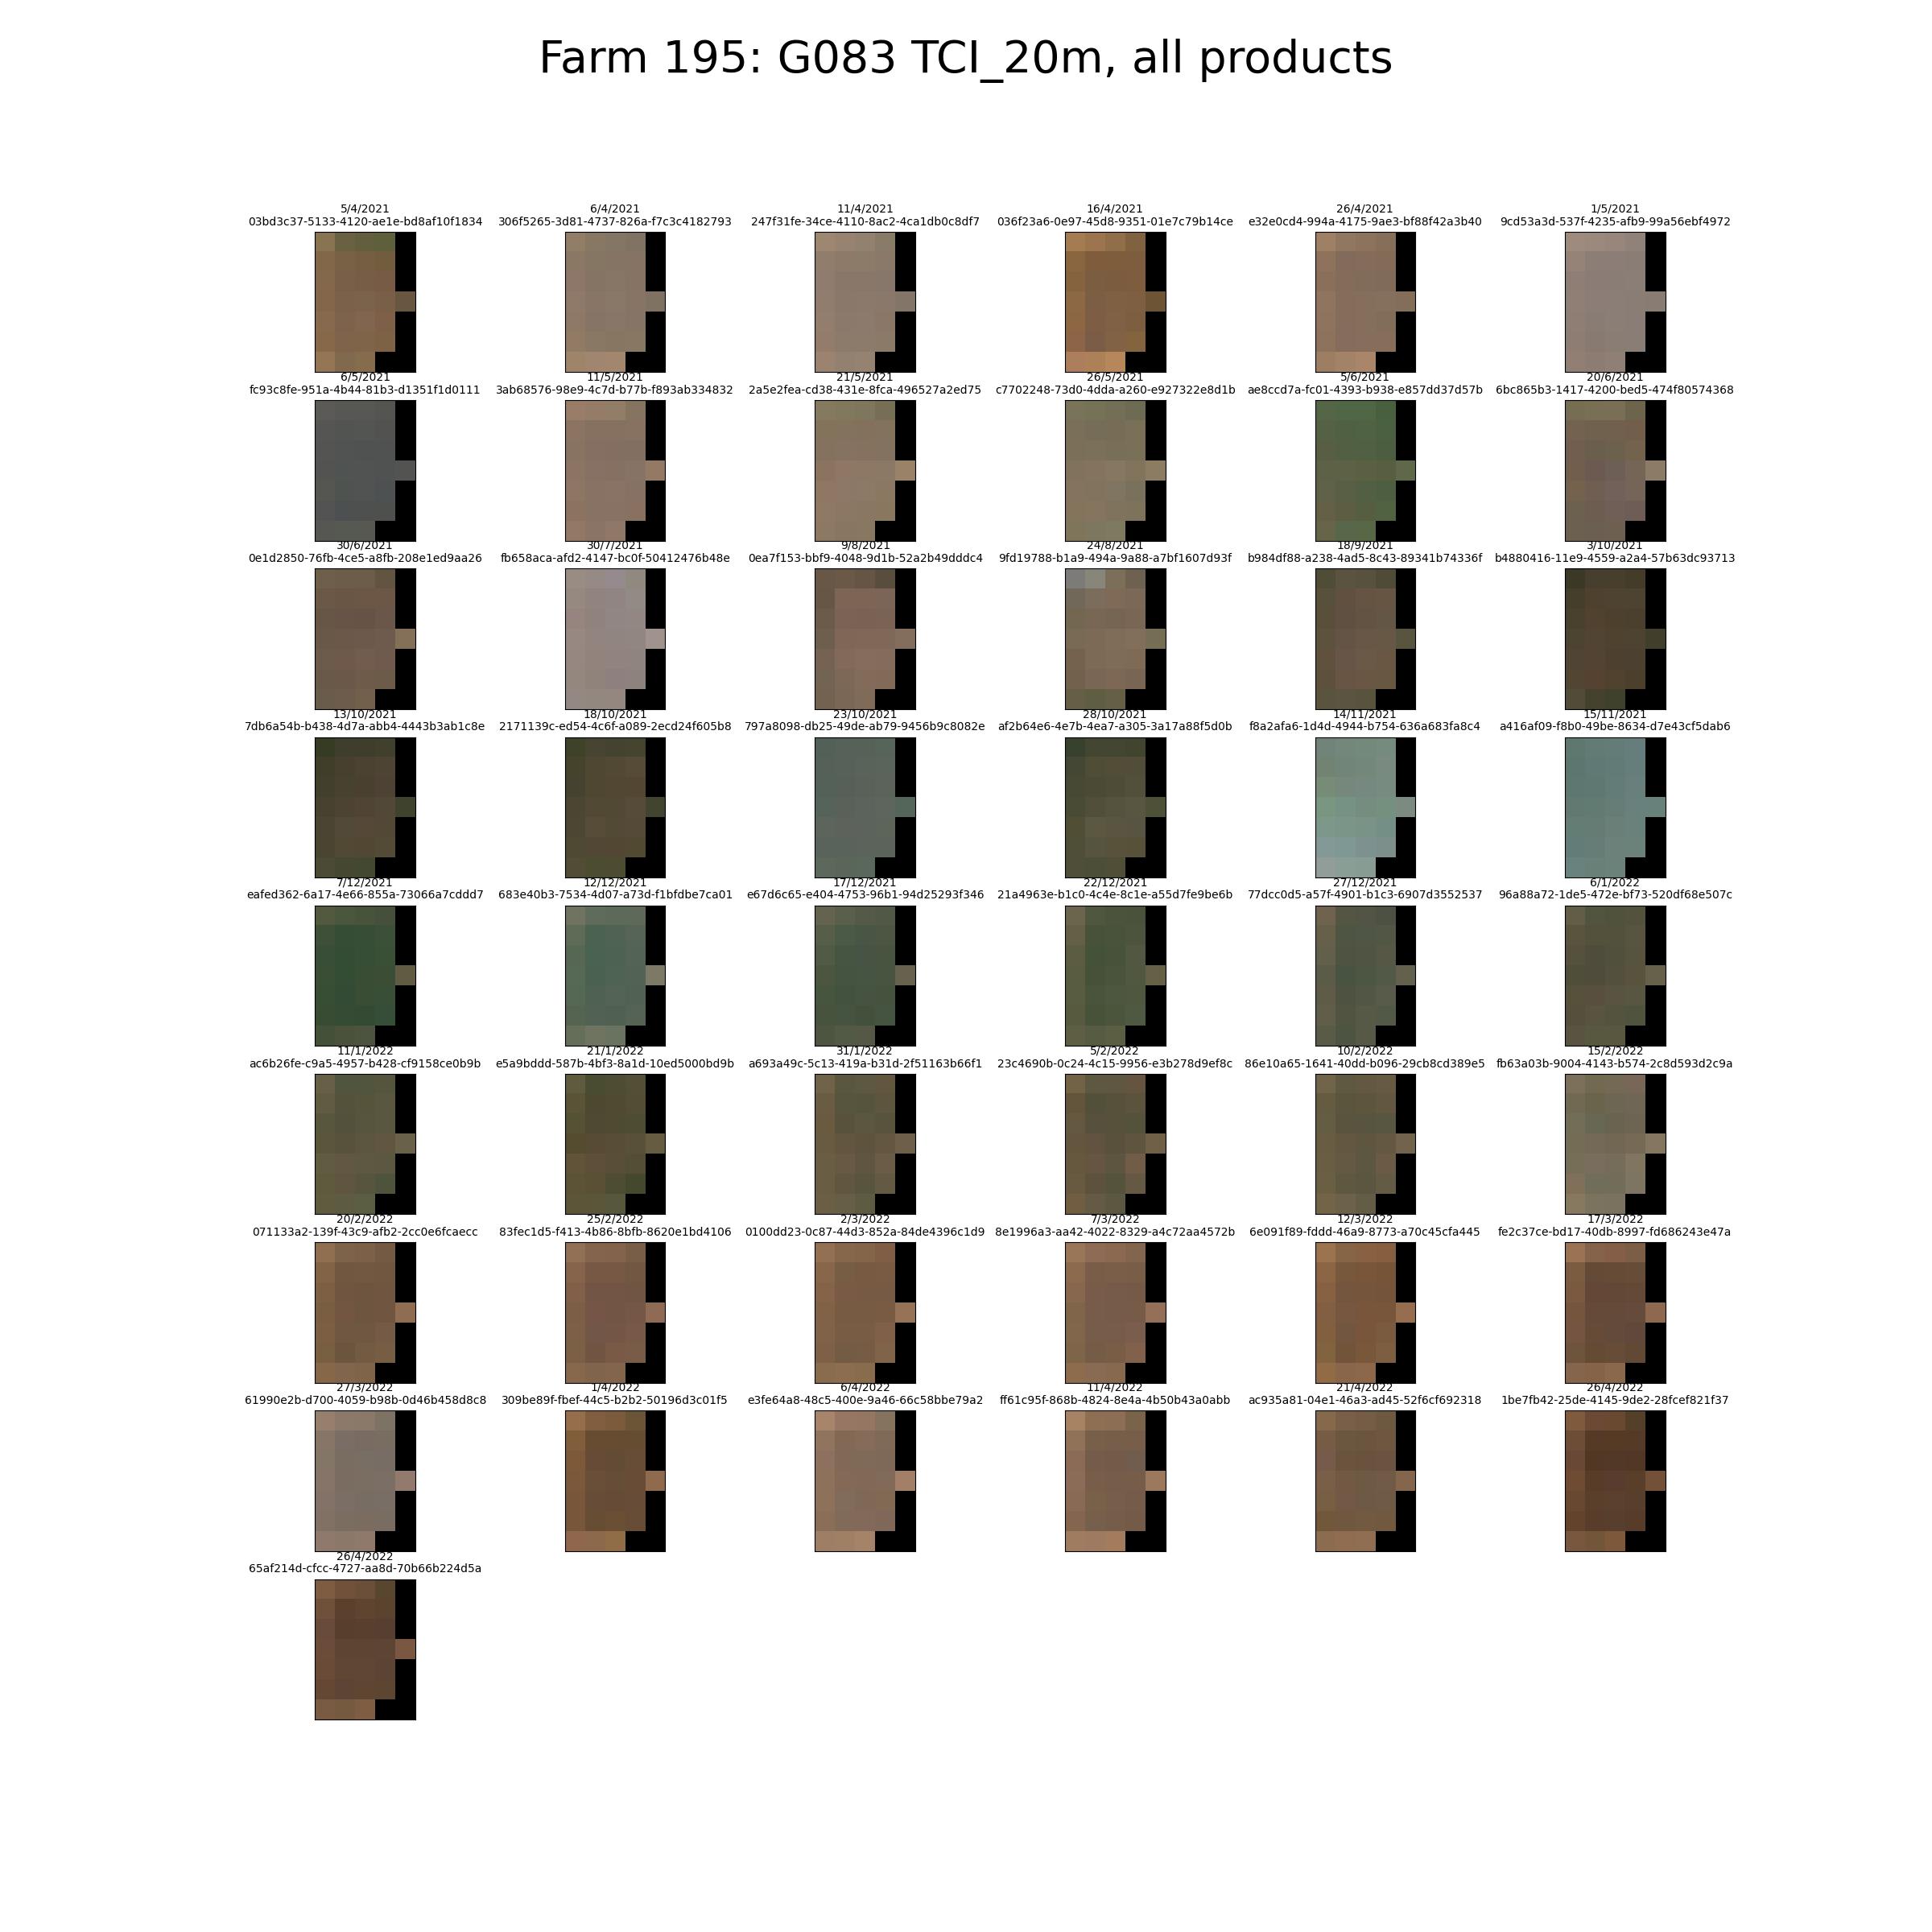 Farm 195: G083 TCI_20m, all products
5/4/2021 6/4/2021 11/4/2021 16/4/2021 26/4/2021 1/5/2021
03bd3c37-5133-4120-ae1e-bd8af10f1834 306f5265-3d81-4737-826a-f7c3c4182793 247f31fe-34ce-4110-8ac2-4ca1db0c8df7 036f23a6-0e97-45d8-9351-01e7c79b14ce e32e0cd4-994a-4175-9ae3-bf88f42a3b40 9cd53a3d-537f-4235-afb9-99a56ebf4972
6/5/2021 11/5/2021 21/5/2021 26/5/2021 5/6/2021 20/6/2021
fc93c8fe-951a-4b44-81b3-d1351f1d0111 3ab68576-98e9-4c7d-b77b-f893ab334832 2a5e2fea-cd38-431e-8fca-496527a2ed75 c7702248-73d0-4dda-a260-e927322e8d1b ae8ccd7a-fc01-4393-b938-e857dd37d57b 6bc865b3-1417-4200-bed5-474f80574368
30/6/2021 30/7/2021 9/8/2021 24/8/2021 18/9/2021 3/10/2021
0e1d2850-76fb-4ce5-a8fb-208e1ed9aa26 fb658aca-afd2-4147-bc0f-50412476b48e 0ea7f153-bbf9-4048-9d1b-52a2b49dddc4 9fd19788-b1a9-494a-9a88-a7bf1607d93f b984df88-a238-4ad5-8c43-89341b74336f b4880416-11e9-4559-a2a4-57b63dc93713
13/10/2021 18/10/2021 23/10/2021 28/10/2021 14/11/2021 15/11/2021
7db6a54b-b438-4d7a-abb4-4443b3ab1c8e 2171139c-ed54-4c6f-a089-2ecd24f605b8 797a8098-db25-49de-ab79-9456b9c8082e af2b64e6-4e7b-4ea7-a305-3a17a88f5d0b f8a2afa6-1d4d-4944-b754-636a683fa8c4 a416af09-f8b0-49be-8634-d7e43cf5dab6
7/12/2021 12/12/2021 17/12/2021 22/12/2021 27/12/2021 6/1/2022
eafed362-6a17-4e66-855a-73066a7cddd7 683e40b3-7534-4d07-a73d-f1bfdbe7ca01 e67d6c65-e404-4753-96b1-94d25293f346 21a4963e-b1c0-4c4e-8c1e-a55d7fe9be6b 77dcc0d5-a57f-4901-b1c3-6907d3552537 96a88a72-1de5-472e-bf73-520df68e507c
11/1/2022 21/1/2022 31/1/2022 5/2/2022 10/2/2022 15/2/2022
ac6b26fe-c9a5-4957-b428-cf9158ce0b9b e5a9bddd-587b-4bf3-8a1d-10ed5000bd9b a693a49c-5c13-419a-b31d-2f51163b66f1 23c4690b-0c24-4c15-9956-e3b278d9ef8c 86e10a65-1641-40dd-b096-29cb8cd389e5 fb63a03b-9004-4143-b574-2c8d593d2c9a
20/2/2022 25/2/2022 2/3/2022 7/3/2022 12/3/2022 17/3/2022
071133a2-139f-43c9-afb2-2cc0e6fcaecc 83fec1d5-f413-4b86-8bfb-8620e1bd4106 0100dd23-0c87-44d3-852a-84de4396c1d9 8e1996a3-aa42-4022-8329-a4c72aa4572b 6e091f89-fddd-46a9-8773-a70c45cfa445 fe2c37ce-bd17-40db-8997-fd686243e47a
27/3/2022 1/4/2022 6/4/2022 11/4/2022 21/4/2022 26/4/2022
61990e2b-d700-4059-b98b-0d46b458d8c8 309be89f-fbef-44c5-b2b2-50196d3c01f5 e3fe64a8-48c5-400e-9a46-66c58bbe79a2 ff61c95f-868b-4824-8e4a-4b50b43a0abb ac935a81-04e1-46a3-ad45-52f6cf692318 1be7fb42-25de-4145-9de2-28fcef821f37
26/4/2022
65af214d-cfcc-4727-aa8d-70b66b224d5a